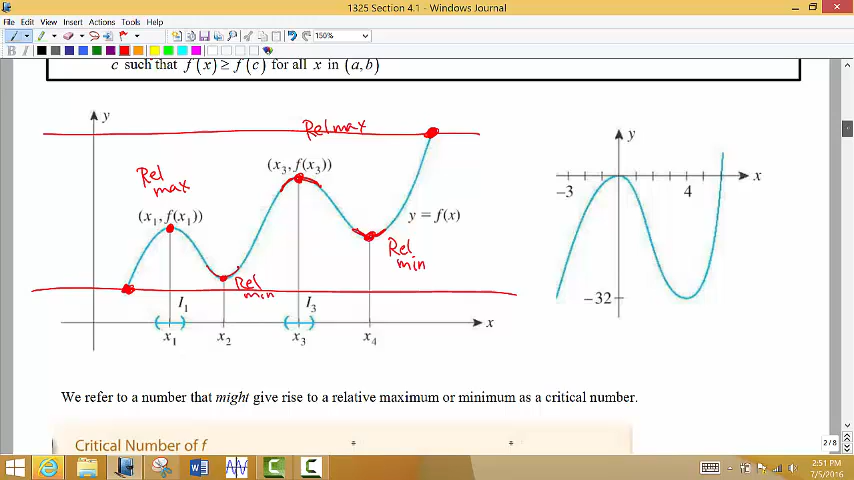 1325 Section 4.1 - Windows Journal
File Edit View Insert Actions Tools Help
150%
B I
c such that f(x) ≥ f(c) for all x in (a,b)
y
Rel max
(x₃, f(x₃))
Rel
max
(x₁, f(x₁))
y = f(x)
Rel
min
Rel
min
I₁
I₃
x
x₁
x₂
x₃
x₄
y
x
−3
4
−32
We refer to a number that might give rise to a relative maximum or minimum as a critical number.
Critical Number of f
2/8
2:51 PM
7/5/2016